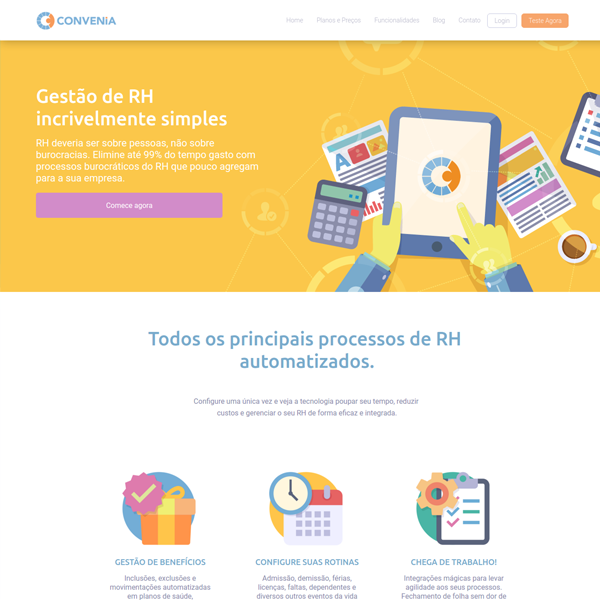 CONVENiA
Home Planos e Preços Funcionalidades Blog Contato Login Teste Agora
Gestão de RH
incrivelmente simples
RH deveria ser sobre pessoas, não sobre
burocracias. Elimine até 99% do tempo gasto com
processos burocráticos do RH que pouco agregam
para a sua empresa.
Comece agora
A
Todos os principais processos de RH
automatizados.
Configure uma única vez e veja a tecnologia poupar seu tempo, reduzir
custos e gerenciar o seu RH de forma eficaz e integrada.
GESTÃO DE BENEFÍCIOS
Inclusões, exclusões e
movimentações automatizadas
em planos de saúde,
CONFIGURE SUAS ROTINAS
Admissão, demissão, férias,
licenças, faltas, dependentes e
diversos outros eventos da vida
CHEGA DE TRABALHO!
Integrações mágicas para levar
agilidade aos seus processos.
Fechamento de folha sem dor de